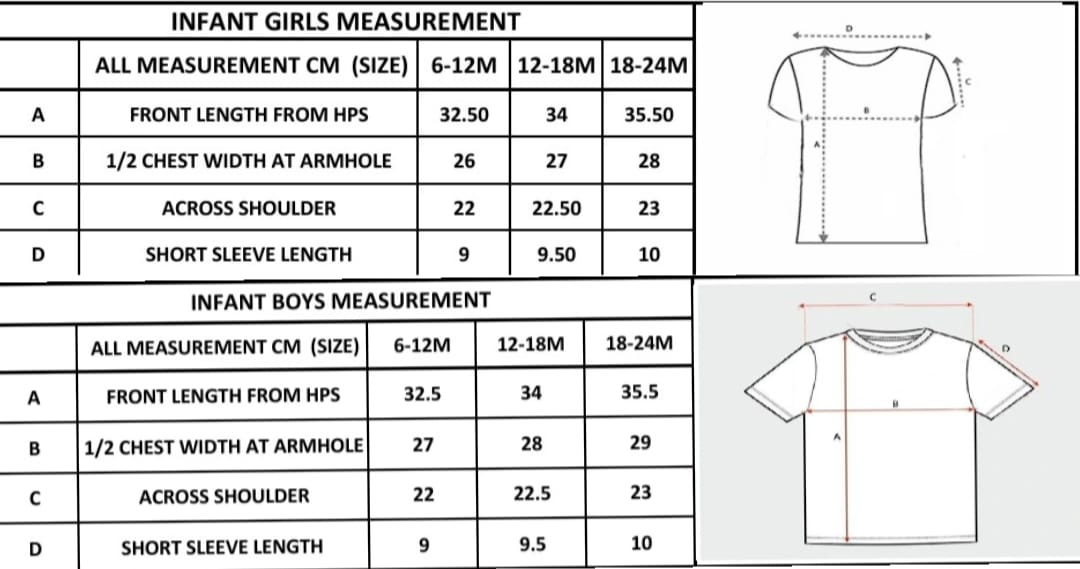 INFANT GIRLS MEASUREMENT
ALL MEASUREMENT CM (SIZE) 6-12M 12-18M 18-24M
A FRONT LENGTH FROM HPS 32.50 34 35.50
B 1/2 CHEST WIDTH AT ARMHOLE 26 27 28
C ACROSS SHOULDER 22 22.50 23
D SHORT SLEEVE LENGTH 9 9.50 10
D
C
B
A
INFANT BOYS MEASUREMENT
ALL MEASUREMENT CM (SIZE) 6-12M 12-18M 18-24M
A FRONT LENGTH FROM HPS 32.5 34 35.5
B 1/2 CHEST WIDTH AT ARMHOLE 27 28 29
C ACROSS SHOULDER 22 22.5 23
D SHORT SLEEVE LENGTH 9 9.5 10
C
D
B
A